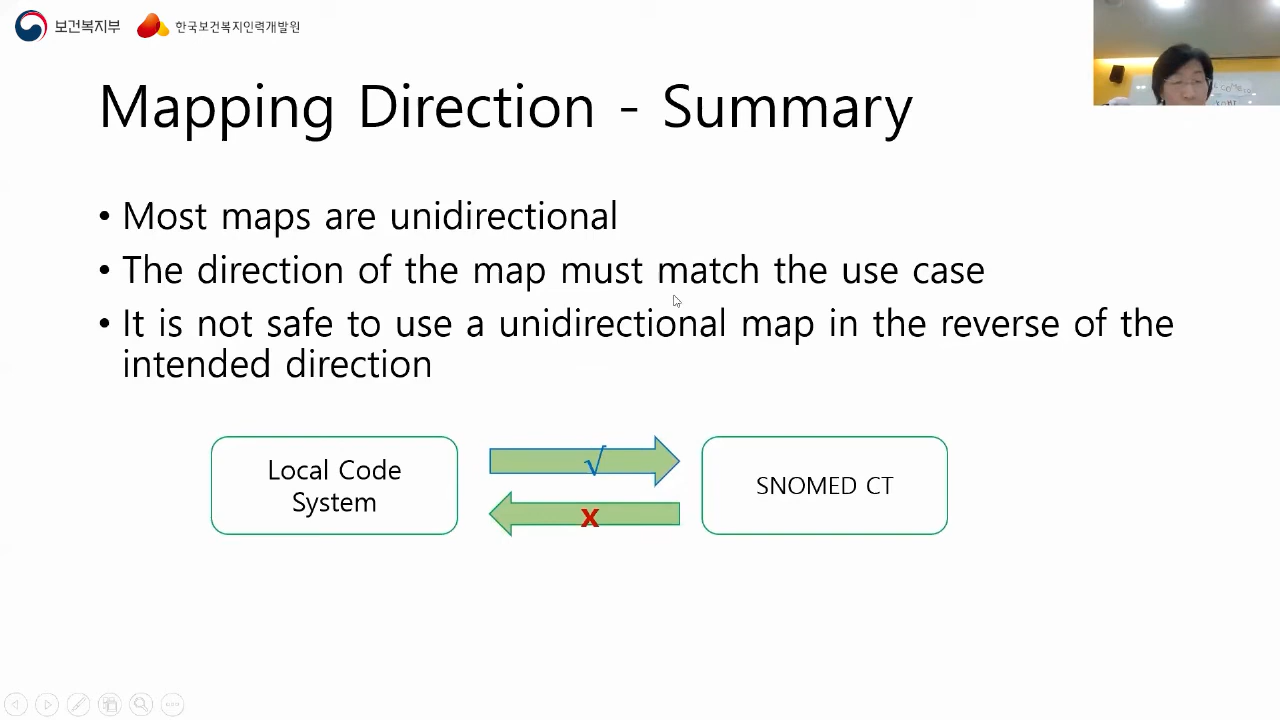 보건복지부
한국보건복지인력개발원
Mapping Direction - Summary
• Most maps are unidirectional
• The direction of the map must match the use case
• It is not safe to use a unidirectional map in the reverse of the
intended direction
Local Code
System
√
X
SNOMED CT